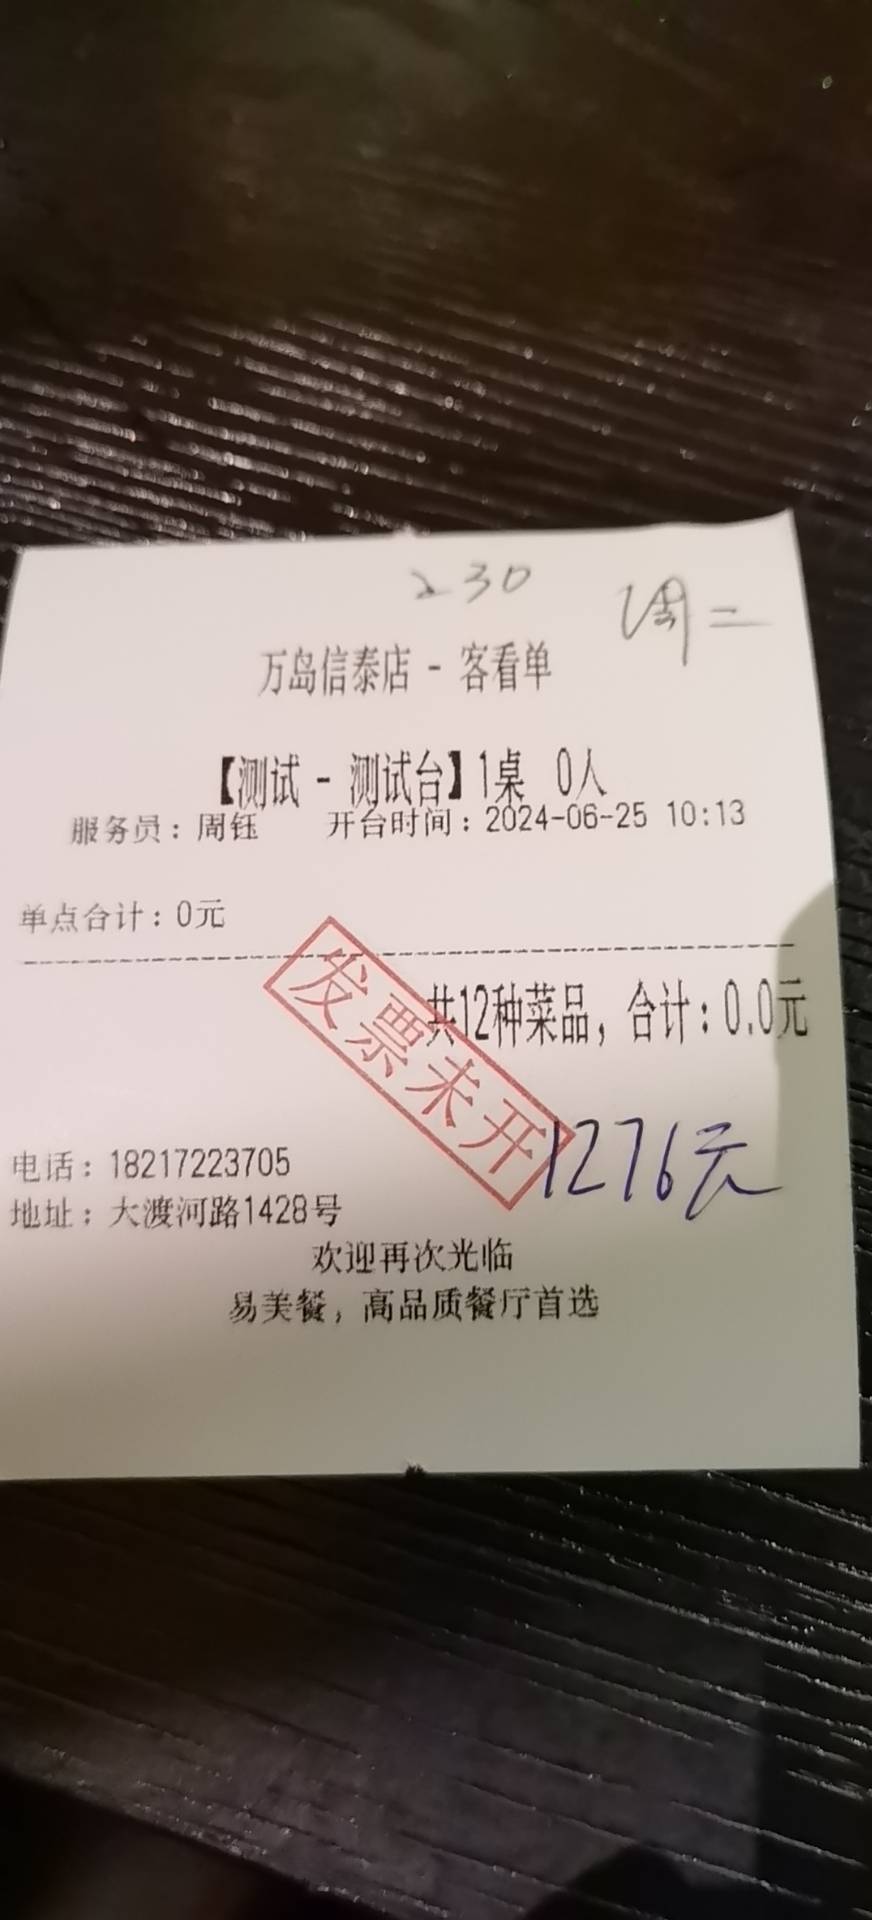 230
周二
万岛信泰店 - 客看单
【测试 - 测试台】1桌 0人
服务员：周钰 开台时间：2024-06-25 10:13
单点合计：0元
发票未开
共12种菜品，合计：0.0元
1276元
电话：18217223705
地址：大渡河路1428号
欢迎再次光临
易美餐，高品质餐厅首选